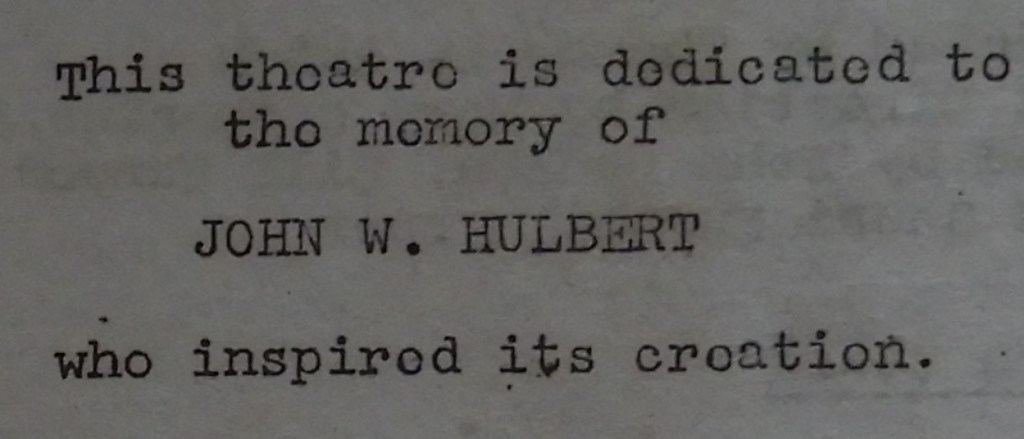 This theatre is dedicated to
the memory of
JOHN W. HULBERT
who inspired its creation.